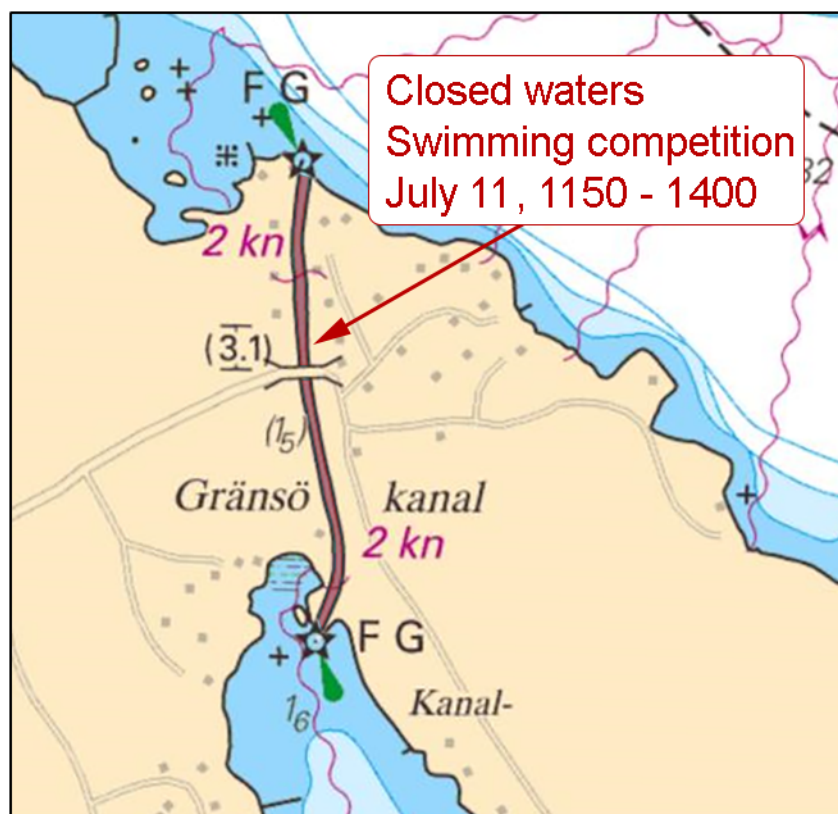 Closed waters
Swimming competition
July 11, 1150 - 1400
F G
32
2 kn
(3.1)
(1₅)
Gränsö kanal
2 kn
F G
1₆
Kanal-